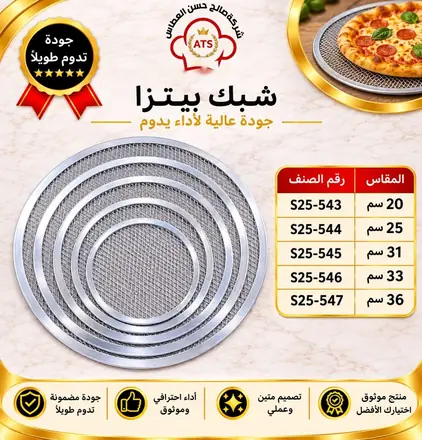 شركة صالح حسن العطاس
ATS
جودة
تدوم طويلاً
شبك بيتزا
جودة عالية لأداء يدوم
المقاس رقم الصنف
20 سم S25-543
25 سم S25-544
31 سم S25-545
33 سم S25-546
36 سم S25-547
منتج موثوق
اختيارك الأفضل
تصميم متين
وعملي
أداء احترافي
وموثوق
جودة مضمونة
تدوم طويلاً